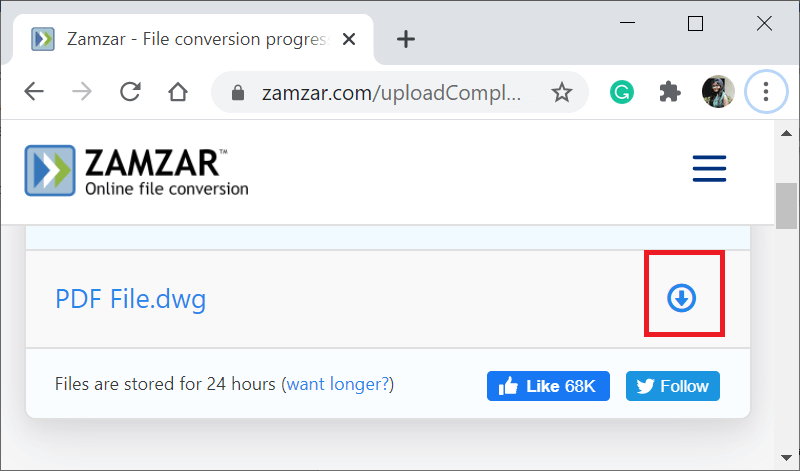 Zamzar - File conversion progres
zamzar.com/uploadCompl...
ZAMZAR™
Online file conversion
PDF File.dwg
Files are stored for 24 hours (want longer?)
Like 68K
Follow